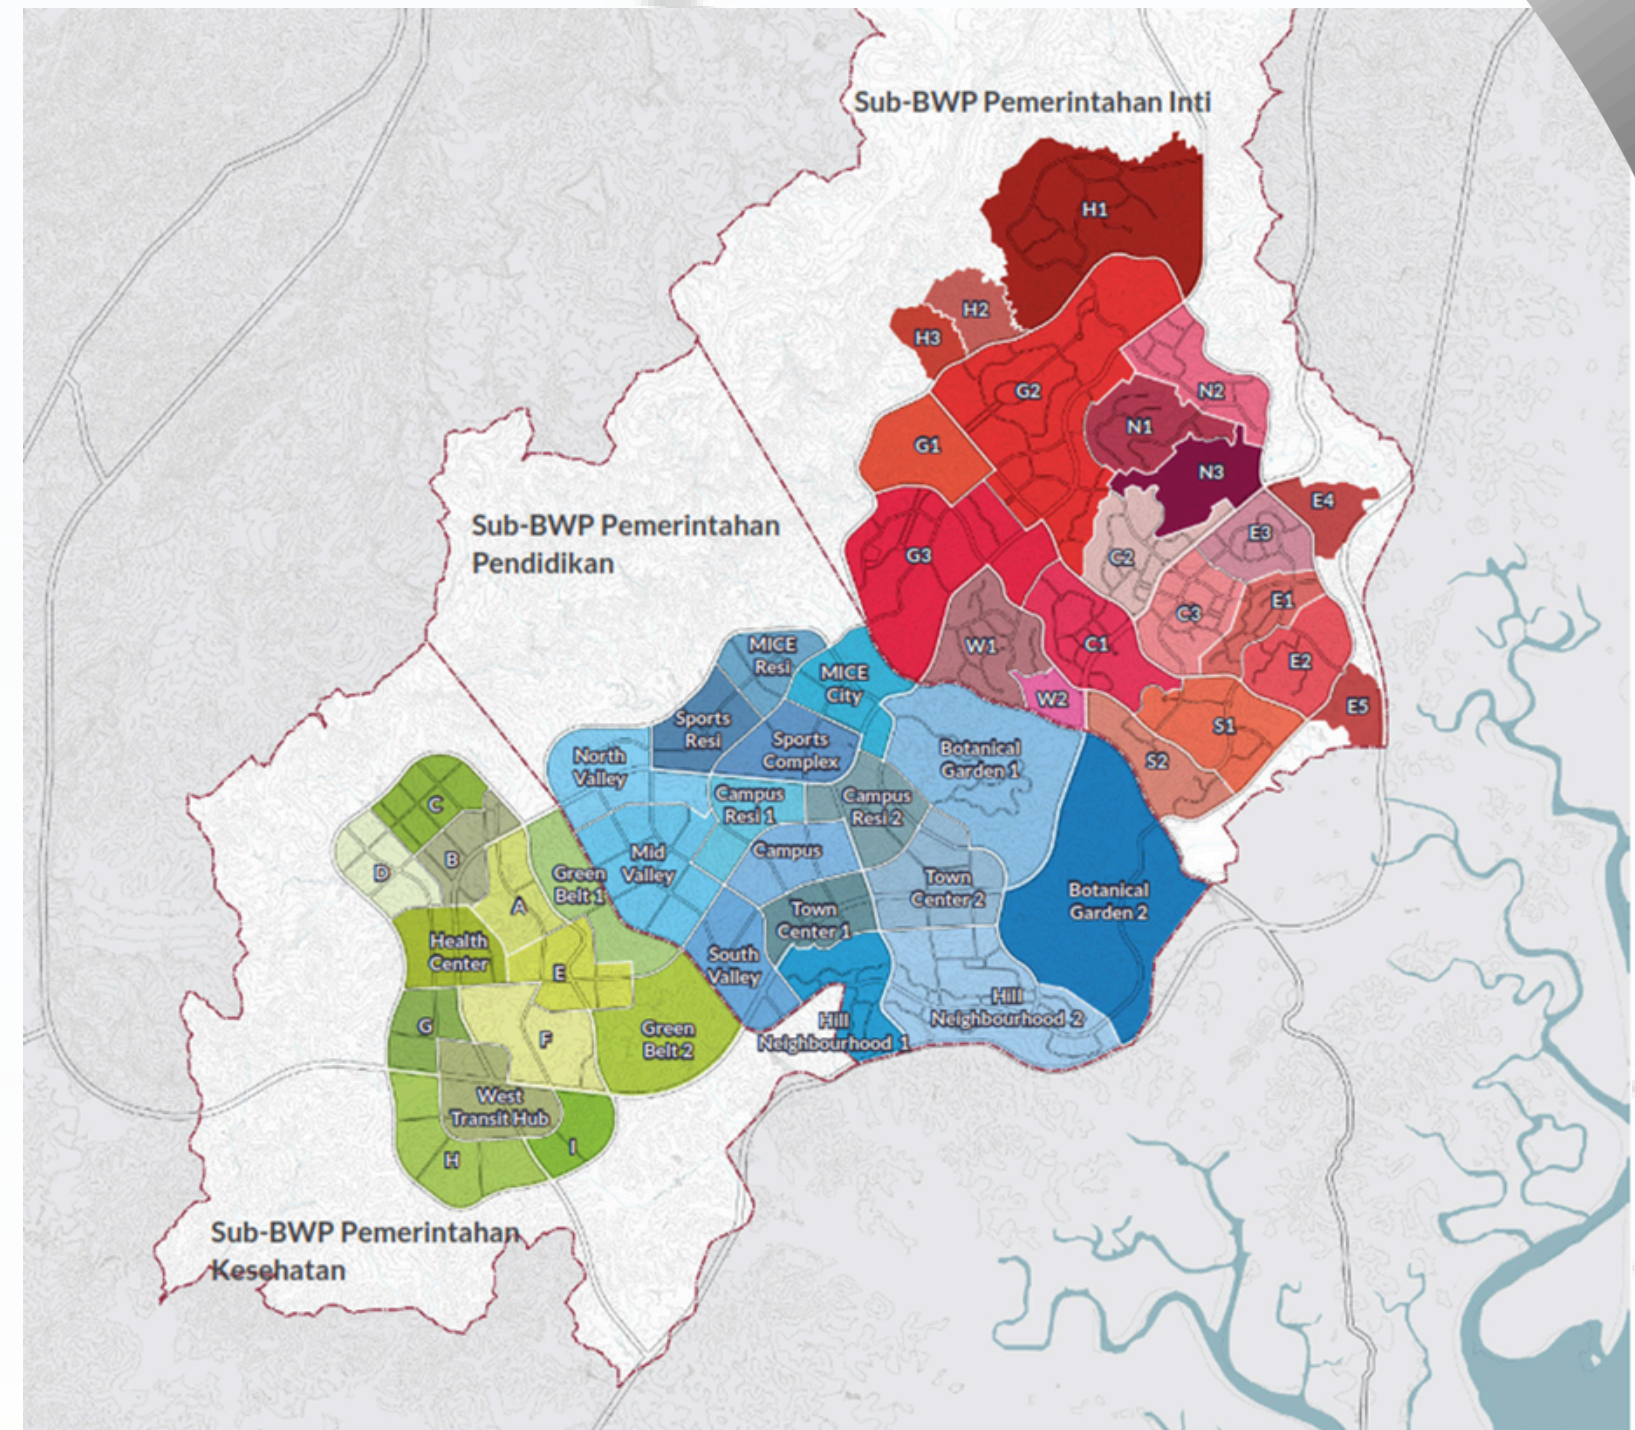 Sub-BWP Pemerintahan Inti
H1
H2
H3
G2
N2
N1
G1
N3
E4
E3
G3
C2
E1
C3
W1
C1
E2
W2
E5
S1
S2
Sub-BWP Pemerintahan
Pendidikan
MICE
Resi
MICE
City
Sports
Resi
Sports
Complex
North
Valley
Botanical
Garden 1
Campus
Resi 1
Campus
Resi 2
Mid
Valley
Campus
Town
Center 2
Botanical
Garden 2
Town
Center 1
South
Valley
Hill
Neighbourhood 2
Hill
Neighbourhood 1
C
B
D
Green
Belt 1
A
Health
Center
E
G
F
Green
Belt 2
West
Transit Hub
I
H
Sub-BWP Pemerintahan
Kesehatan